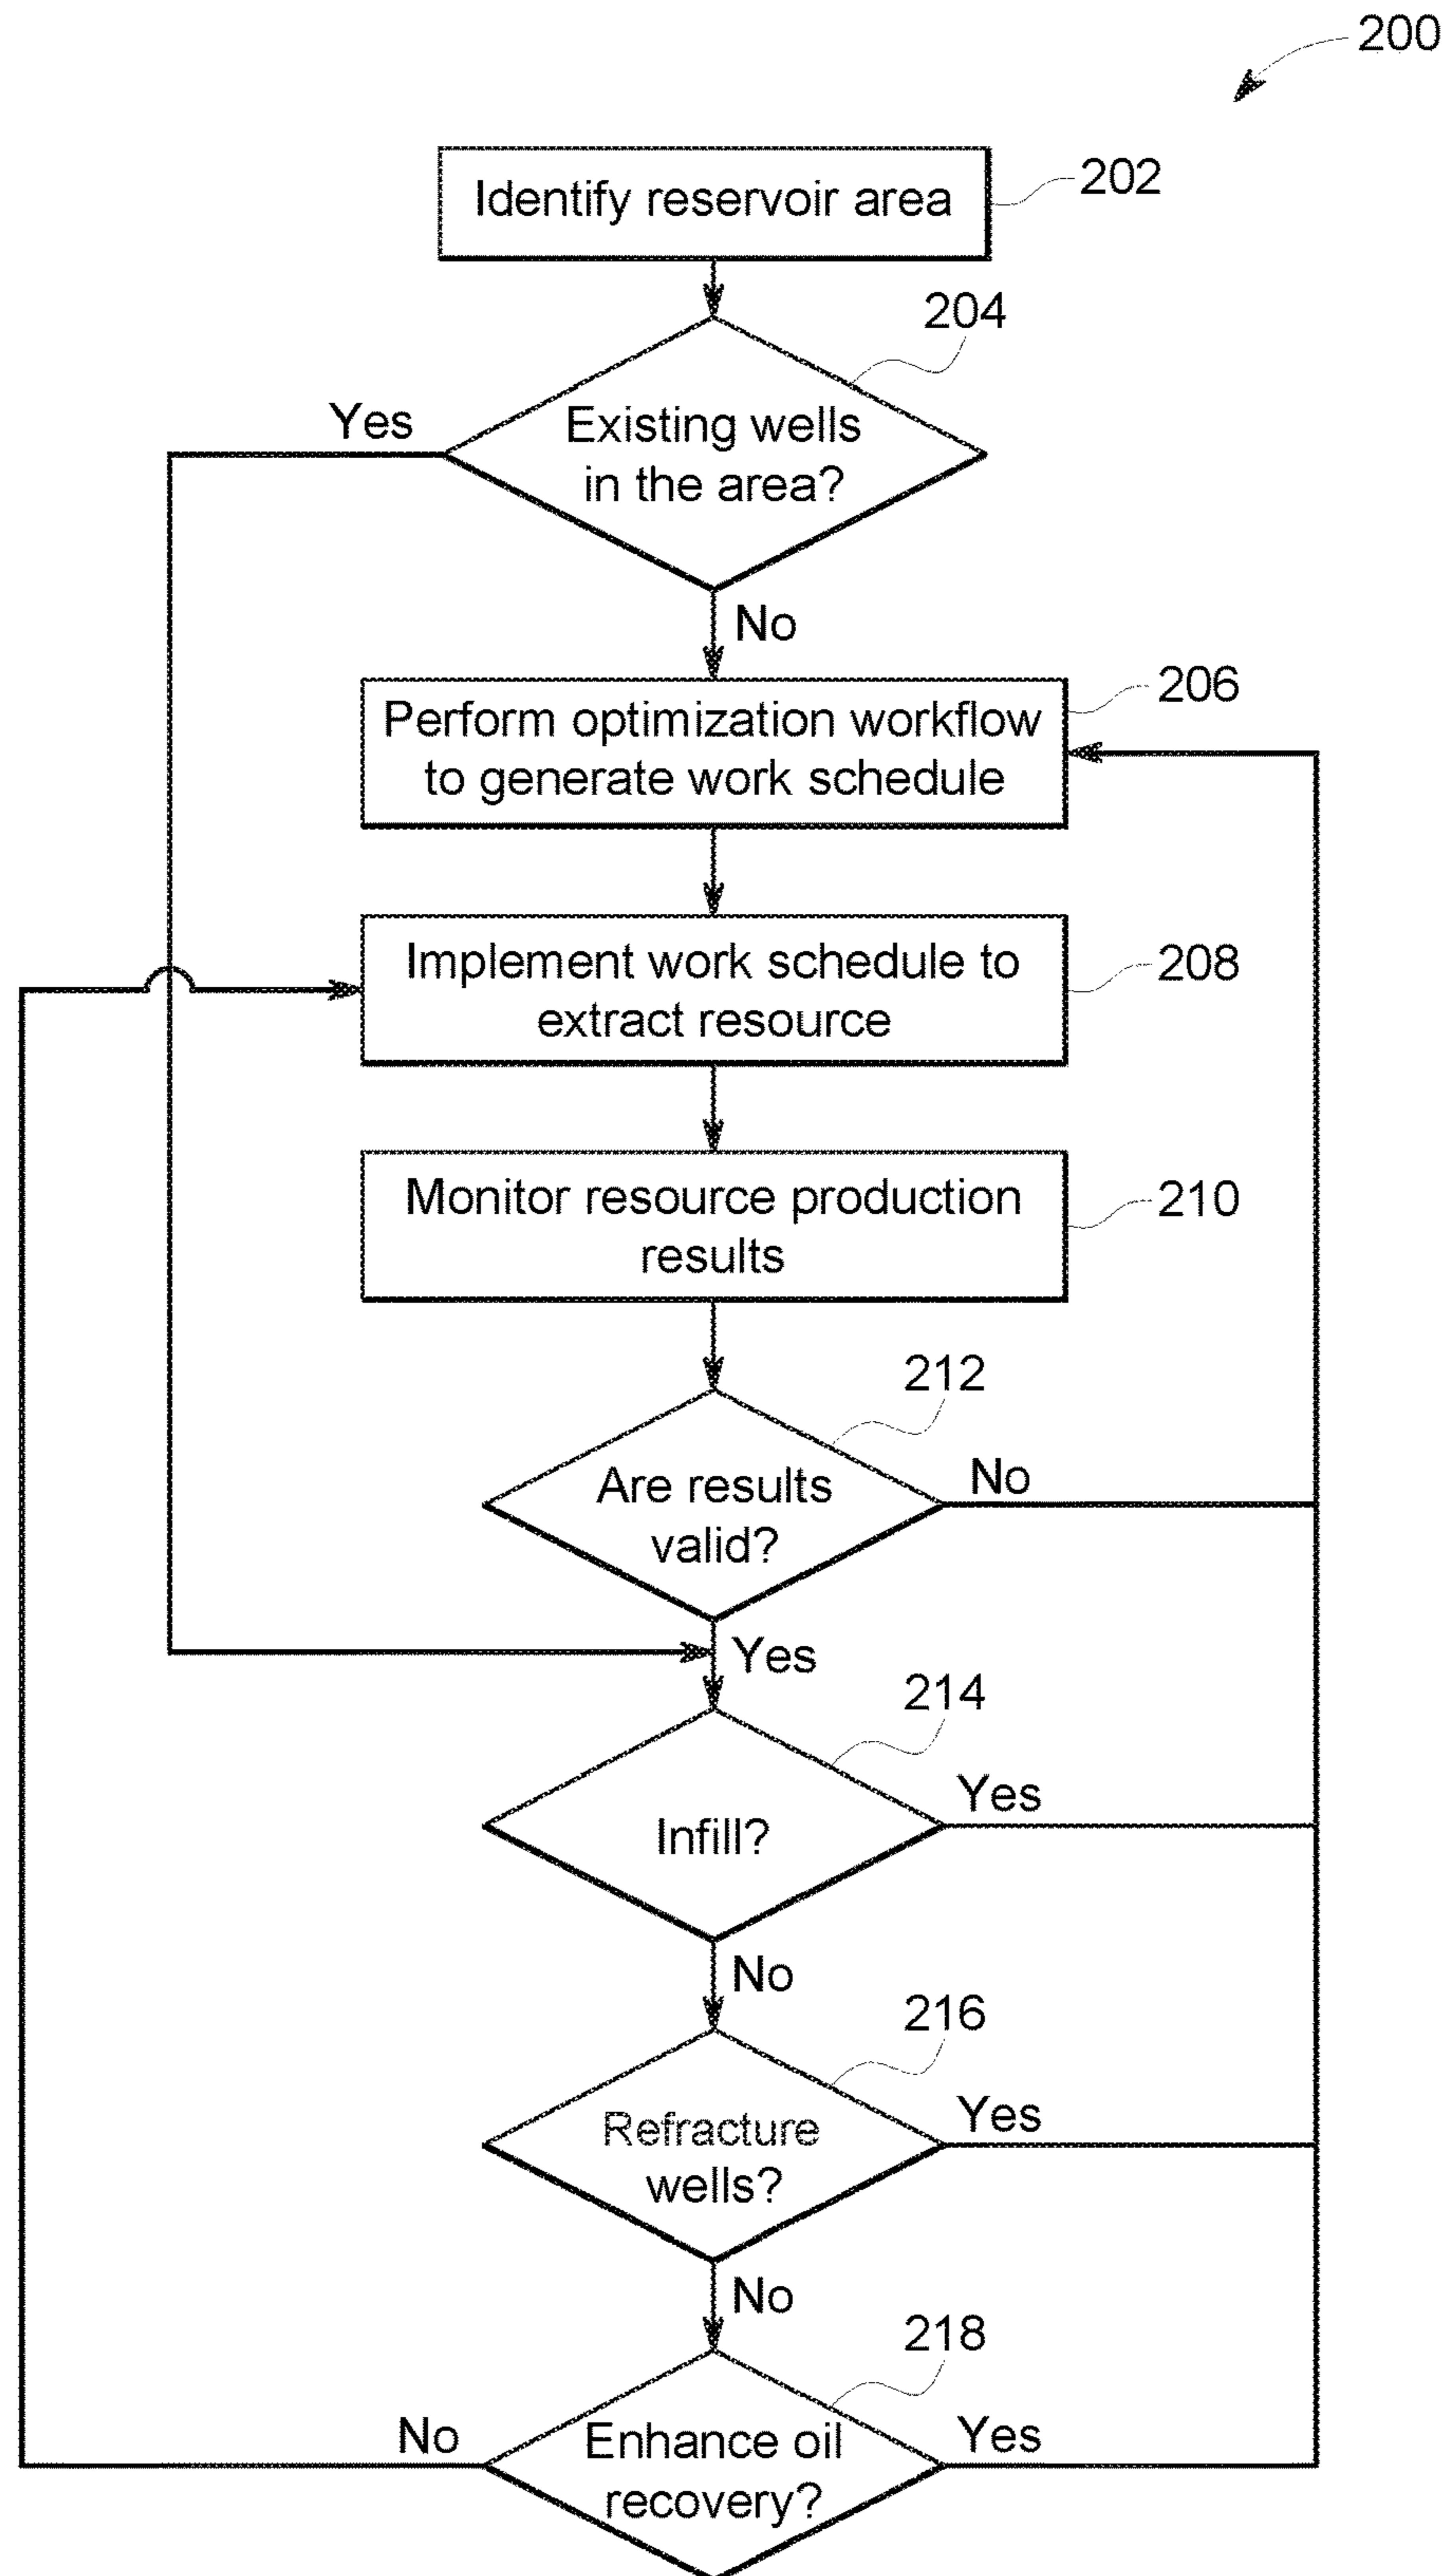 200
Identify reservoir area
202
204
Yes
Existing wells
in the area?
No
206
Perform optimization workflow
to generate work schedule
208
Implement work schedule to
extract resource
Monitor resource production
results
210
212
Are results
valid?
No
Yes
214
Infill?
Yes
No
216
Refracture
wells?
Yes
No
218
No
Enhance oil
recovery?
Yes